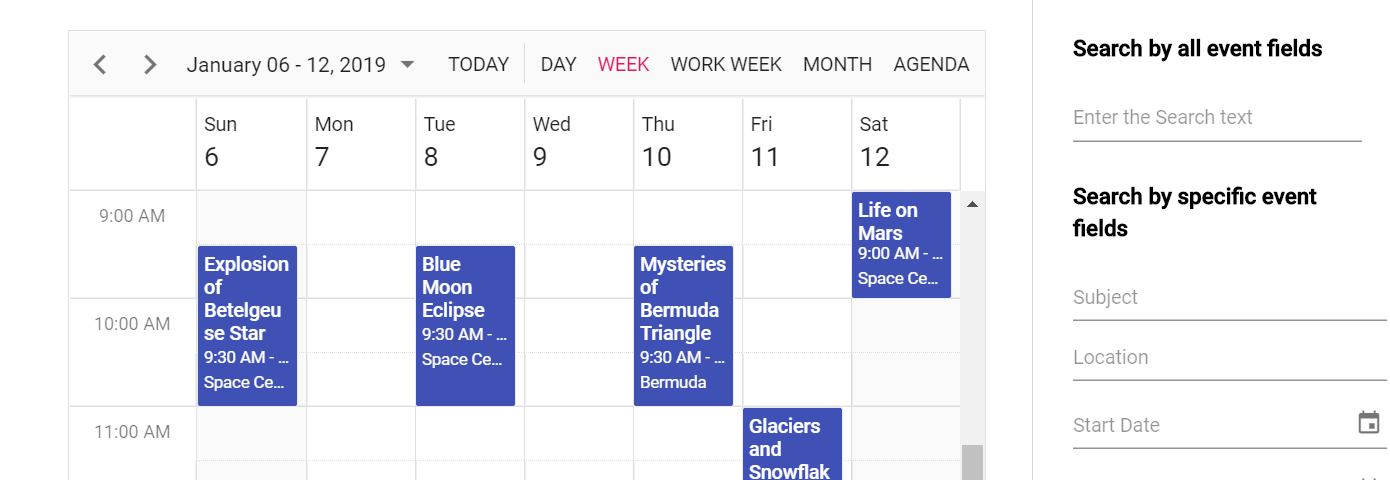 January 06 - 12, 2019 TODAY DAY WEEK WORK WEEK MONTH AGENDA
Sun Mon Tue Wed Thu Fri Sat
6 7 8 9 10 11 12
9:00 AM
10:00 AM
11:00 AM
Explosion
of
Betelgeu
se Star
9:30 AM - ...
Space Ce...
Blue
Moon
Eclipse
9:30 AM - ...
Space Ce...
Mysteries
of
Bermuda
Triangle
9:30 AM - ...
Bermuda
Glaciers
and
Snowflak
Life on
Mars
9:00 AM - ...
Space Ce...
Search by all event fields
Enter the Search text
Search by specific event
fields
Subject
Location
Start Date